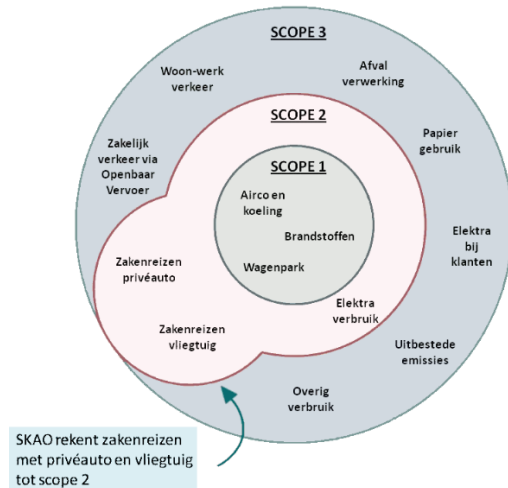 SCOPE 3
Woon-werk
verkeer
Afval
verwerking
SCOPE 2
Papier
gebruik
Zakelijk
verkeer via
Openbaar
Vervoer
SCOPE 1
Airco en
koeling
Brandstoffen
Wagenpark
Elektra
bij
klanten
Zakenreizen
privéauto
Elektra
verbruik
Zakenreizen
vliegtuig
Uitbestede
emissies
Overig
verbruik
SKAO rekent zakenreizen
met privéauto en vliegtuig
tot scope 2